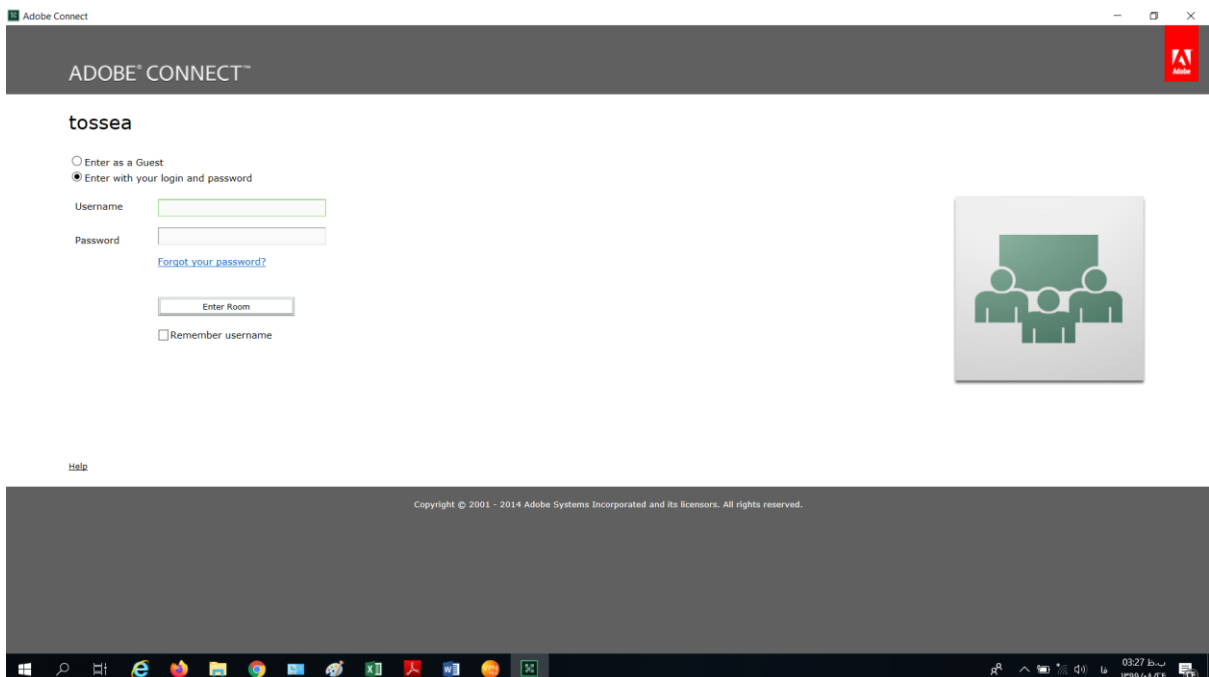 Adobe Connect
ADOBE® CONNECT™
Adobe
tossea
Enter as a Guest
Enter with your login and password
Username
Password
Forgot your password?
Enter Room
Remember username
Help
Copyright © 2001 - 2014 Adobe Systems Incorporated and its licensors. All rights reserved.
فا
03:27 ب.ظ